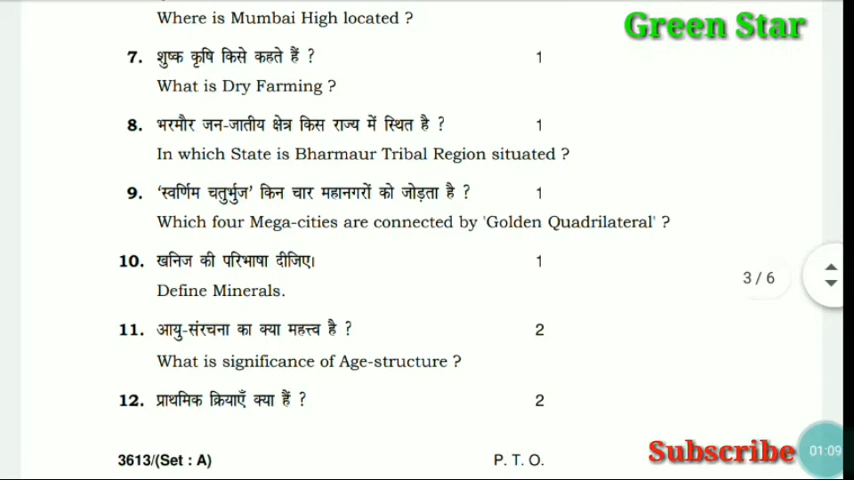 Where is Mumbai High located ?
Green Star
7. शुष्क कृषि किसे कहते हैं ? 1
What is Dry Farming ?
8. भरमौर जन-जातीय क्षेत्र किस राज्य में स्थित है ? 1
In which State is Bharmaur Tribal Region situated ?
9. ‘स्वर्णिम चतुर्भुज’ किन चार महानगरों को जोड़ता है ? 1
Which four Mega-cities are connected by 'Golden Quadrilateral' ?
10. खनिज की परिभाषा दीजिए। 1
3 / 6
Define Minerals.
11. आयु-संरचना का क्या महत्त्व है ? 2
What is significance of Age-structure ?
12. प्राथमिक क्रियाएँ क्या हैं ? 2
3613/(Set : A) P. T. O.
Subscribe 01:09